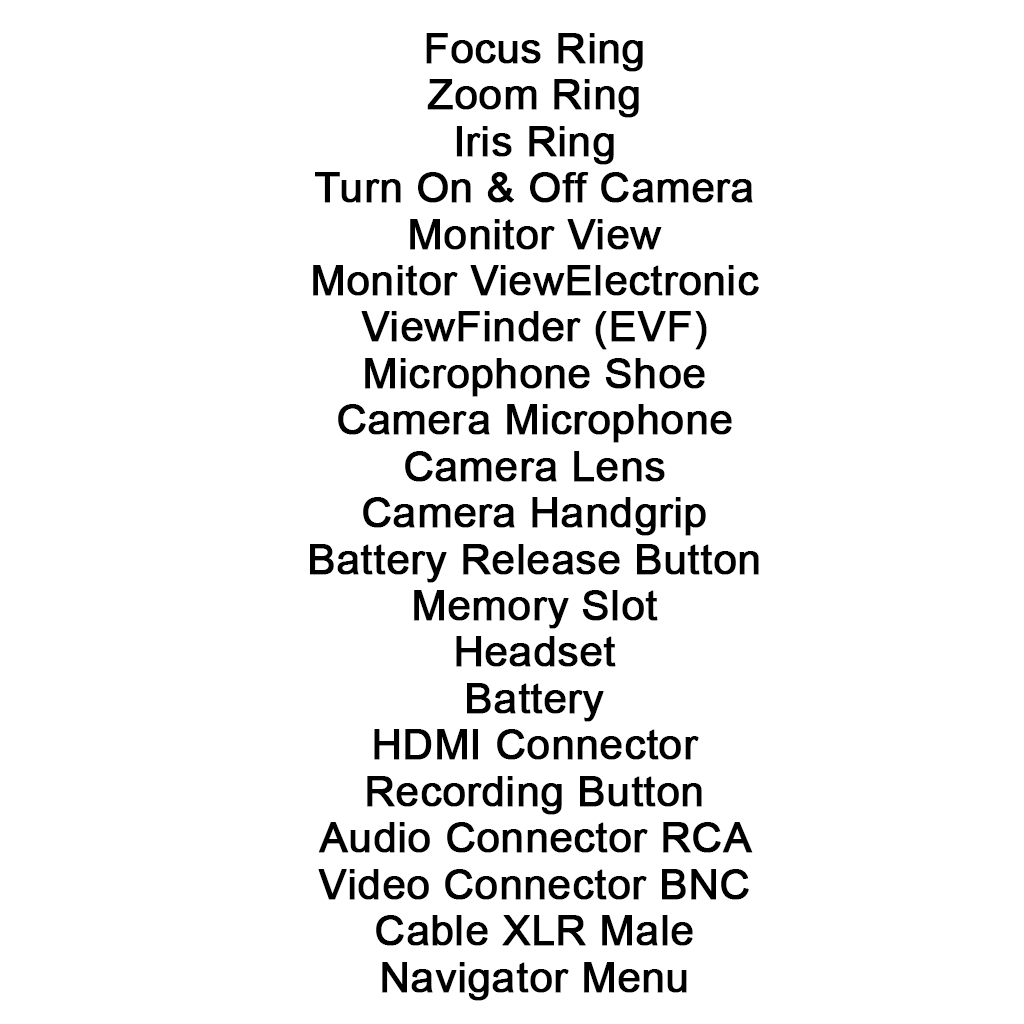 Focus Ring
Zoom Ring
Iris Ring
Turn On & Off Camera
Monitor View
Monitor ViewElectronic
ViewFinder (EVF)
Microphone Shoe
Camera Microphone
Camera Lens
Camera Handgrip
Battery Release Button
Memory Slot
Headset
Battery
HDMI Connector
Recording Button
Audio Connector RCA
Video Connector BNC
Cable XLR Male
Navigator Menu